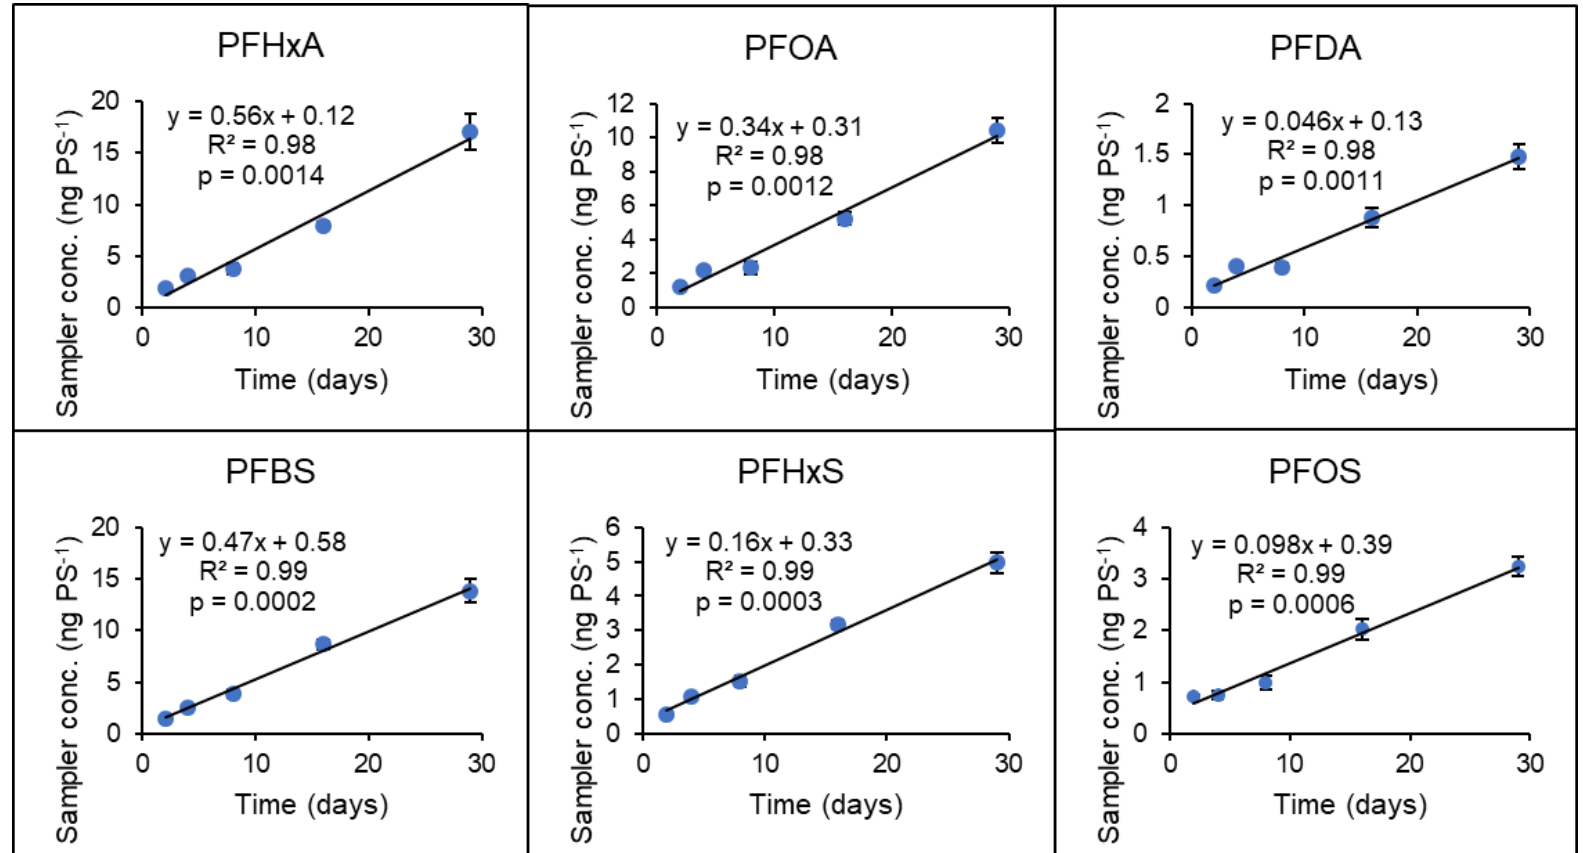 PFHxA
y = 0.56x + 0.12
R² = 0.98
p = 0.0014
Sampler conc. (ng PS⁻¹)
20
15
10
5
0
0 10 20 30
Time (days)
PFOA
y = 0.34x + 0.31
R² = 0.98
p = 0.0012
Sampler conc. (ng PS⁻¹)
12
10
8
6
4
2
0
0 10 20 30
Time (days)
PFDA
y = 0.046x + 0.13
R² = 0.98
p = 0.0011
Sampler conc. (ng PS⁻¹)
2
1.5
1
0.5
0
0 10 20 30
Time (days)
PFBS
y = 0.47x + 0.58
R² = 0.99
p = 0.0002
Sampler conc. (ng PS⁻¹)
20
15
10
5
0
0 10 20 30
Time (days)
PFHxS
y = 0.16x + 0.33
R² = 0.99
p = 0.0003
Sampler conc. (ng PS⁻¹)
6
5
4
3
2
1
0
0 10 20 30
Time (days)
PFOS
y = 0.098x + 0.39
R² = 0.99
p = 0.0006
Sampler conc. (ng PS⁻¹)
4
3
2
1
0
0 10 20 30
Time (days)